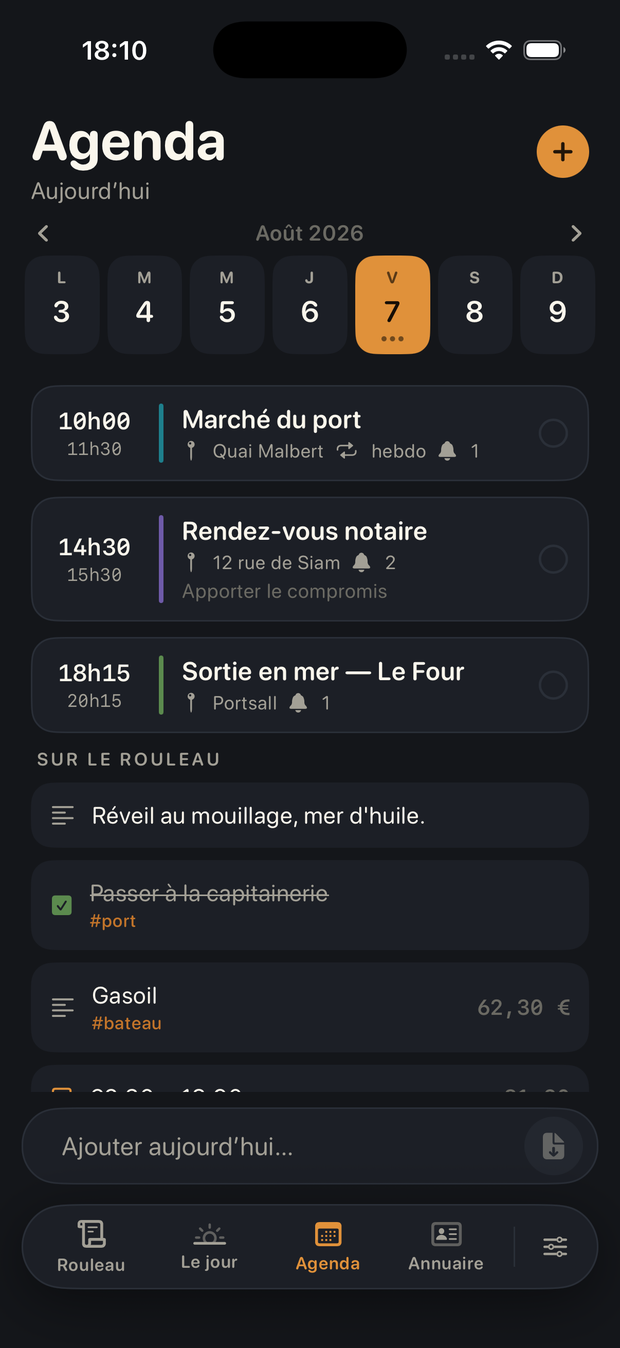 18:10
Agenda
Aujourd’hui
Août 2026
L M M J V S D
3 4 5 6 7 8 9
10h00 Marché du port
11h30 Quai Malbert hebdo 1
14h30 Rendez-vous notaire
15h30 12 rue de Siam 2
Apporter le compromis
18h15 Sortie en mer — Le Four
20h15 Portsall 1
SUR LE ROULEAU
Réveil au mouillage, mer d'huile.
Passer à la capitainerie
#port
Gasoil 62,30 €
#bateau
Ajouter aujourd’hui...
Rouleau Le jour Agenda Annuaire